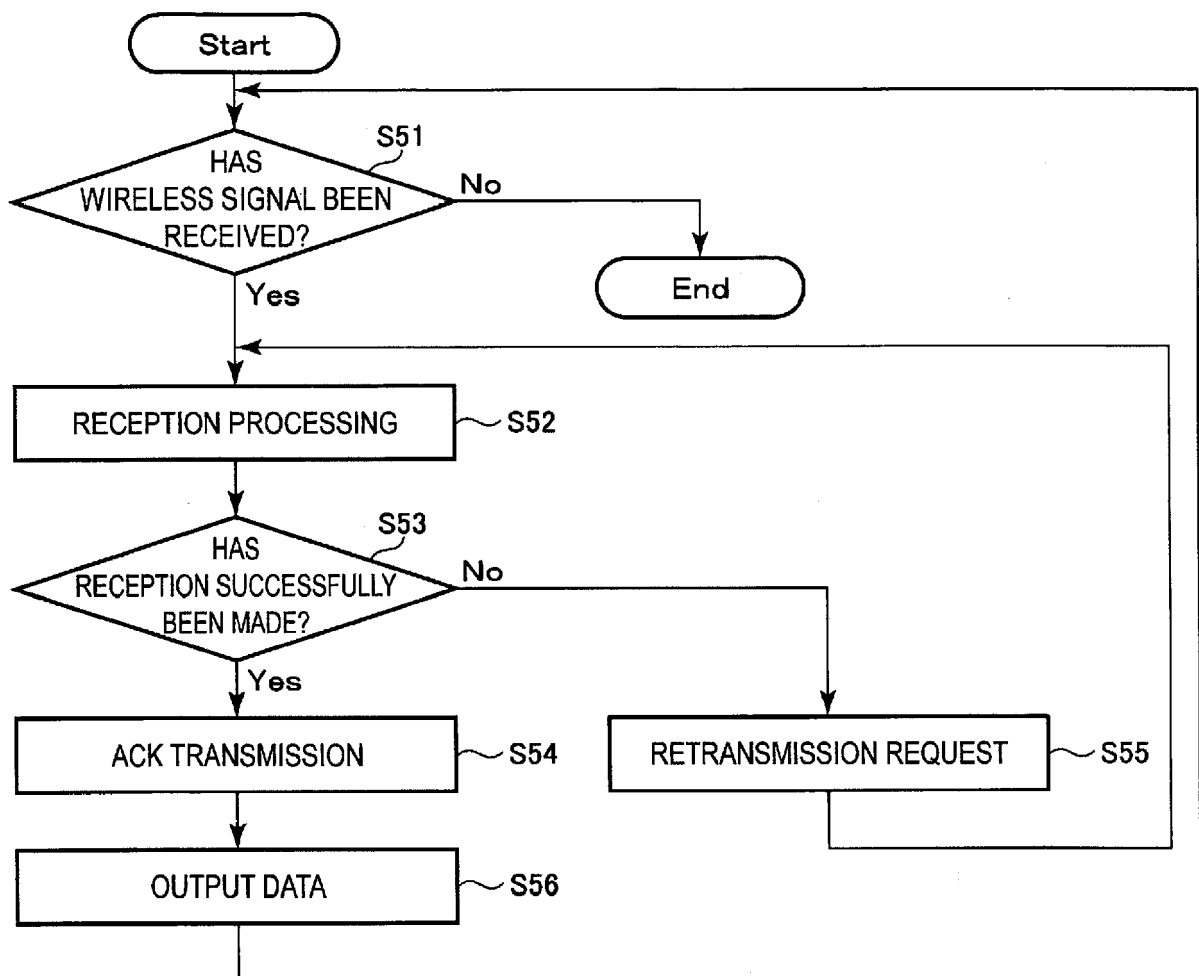 Start
S51
HAS
WIRELESS SIGNAL BEEN
RECEIVED?
No
End
Yes
RECEPTION PROCESSING
S52
S53
HAS
RECEPTION SUCCESSFULLY
BEEN MADE?
No
Yes
ACK TRANSMISSION
S54
RETRANSMISSION REQUEST
S55
OUTPUT DATA
S56